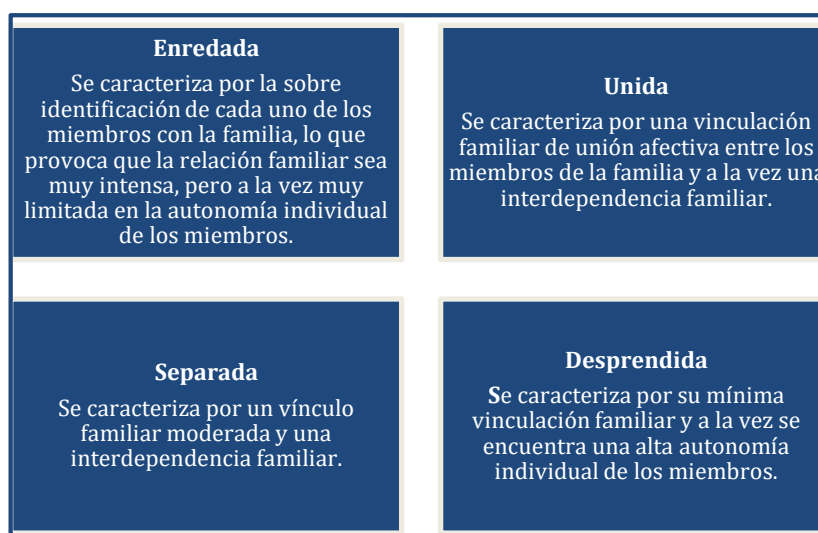 Enredada
Se caracteriza por la sobre
identificación de cada uno de los
miembros con la familia, lo que
provoca que la relación familiar sea
muy intensa, pero a la vez muy
limitada en la autonomía individual
de los miembros.
Unida
Se caracteriza por una vinculación
familiar de unión afectiva entre los
miembros de la familia y a la vez una
interdependencia familiar.
Separada
Se caracteriza por un vínculo
familiar moderada y una
interdependencia familiar.
Desprendida
Se caracteriza por su mínima
vinculación familiar y a la vez se
encuentra una alta autonomía
individual de los miembros.